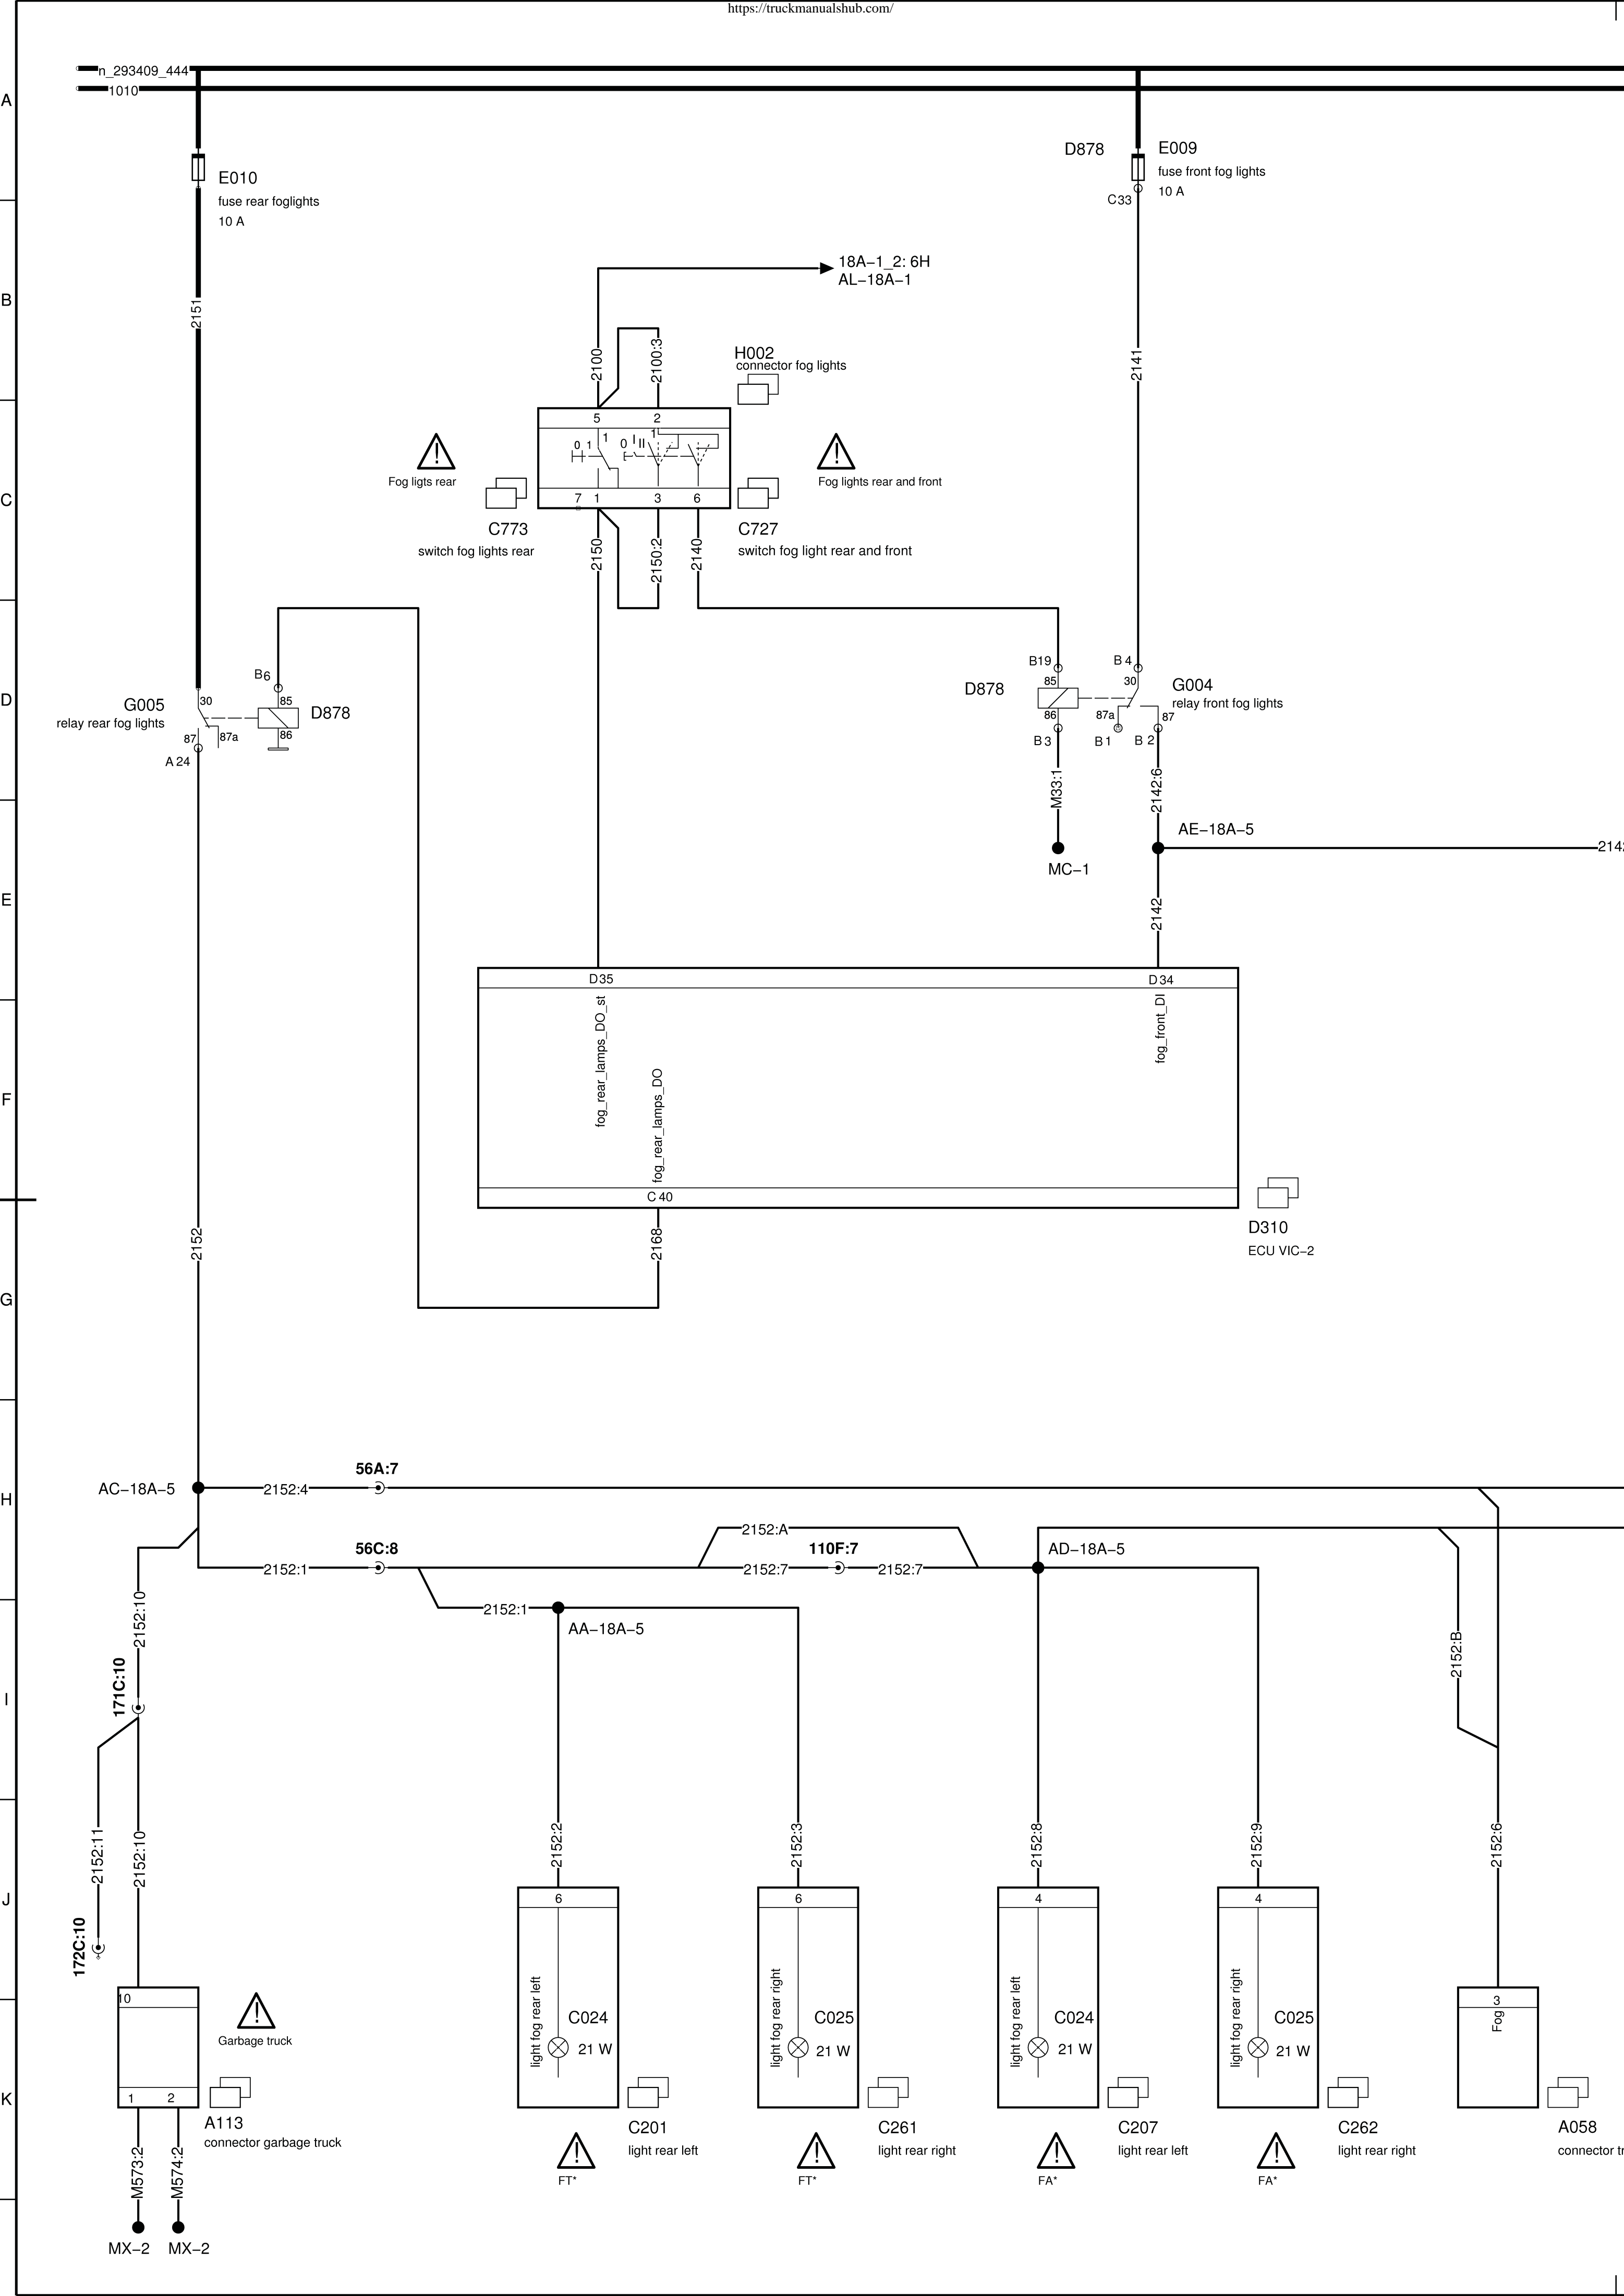 https://truckmanualshub.com/
n_293409_444
1010
A
E010
fuse rear foglights
10 A
D878
E009
fuse front fog lights
10 A
C33
B
18A-1_2: 6H
AL-18A-1
2151
2100
2100:3
H002
connector fog lights
2141
5 2
0 1 1 0 I II 1
Fog ligts rear
Fog lights rear and front
C
7 1 3 6
C773
switch fog lights rear
C727
switch fog light rear and front
2150
2150:2
2140
B6
B19
B4
D
G005
relay rear fog lights
30
85
D878
87
87a
86
A24
D878
85
30
G004
relay front fog lights
86
87a
87
B3
B1
B2
M33:1
2142:6
AE-18A-5
214
MC-1
E
2142
D35
D34
fog_rear_lamps_DO_st
fog_front_DI
F
fog_rear_lamps_DO
C40
D310
ECU VIC-2
2152
2168
G
AC-18A-5
2152:4
56A:7
H
2152:A
2152:1
56C:8
2152:7
110F:7
2152:7
AD-18A-5
2152:10
2152:1
AA-18A-5
2152:B
171C:10
I
2152:11
2152:10
2152:2
2152:3
2152:8
2152:9
2152:6
J
6
6
4
4
172C:10
10
Garbage truck
light fog rear left
C024
21 W
light fog rear right
C025
21 W
light fog rear left
C024
21 W
light fog rear right
C025
21 W
3
Fog
K
1 2
A113
connector garbage truck
C201
light rear left
C261
light rear right
C207
light rear left
C262
light rear right
A058
connector
FT*
FT*
FA*
FA*
M573:2
M574:2
MX-2
MX-2